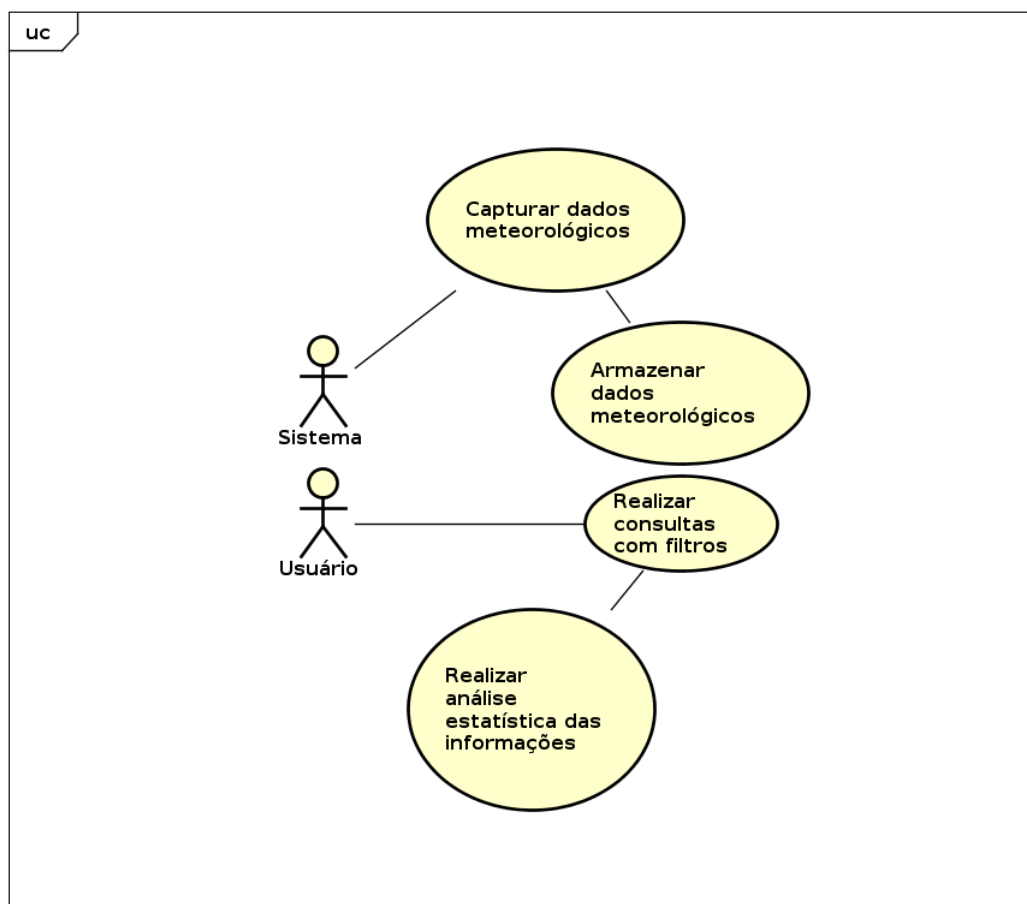 uc
Capturar dados
meteorológicos
Armazenar
dados
meteorológicos
Sistema
Realizar
consultas
com filtros
Usuário
Realizar
análise
estatística das
informações